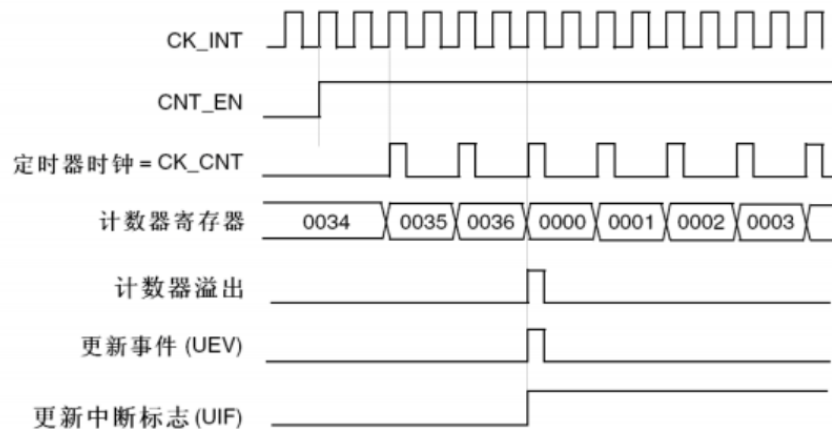 CK_INT
CNT_EN
定时器时钟 = CK_CNT
计数器寄存器 0034 0035 0036 0000 0001 0002 0003
计数器溢出
更新事件 (UEV)
更新中断标志 (UIF)